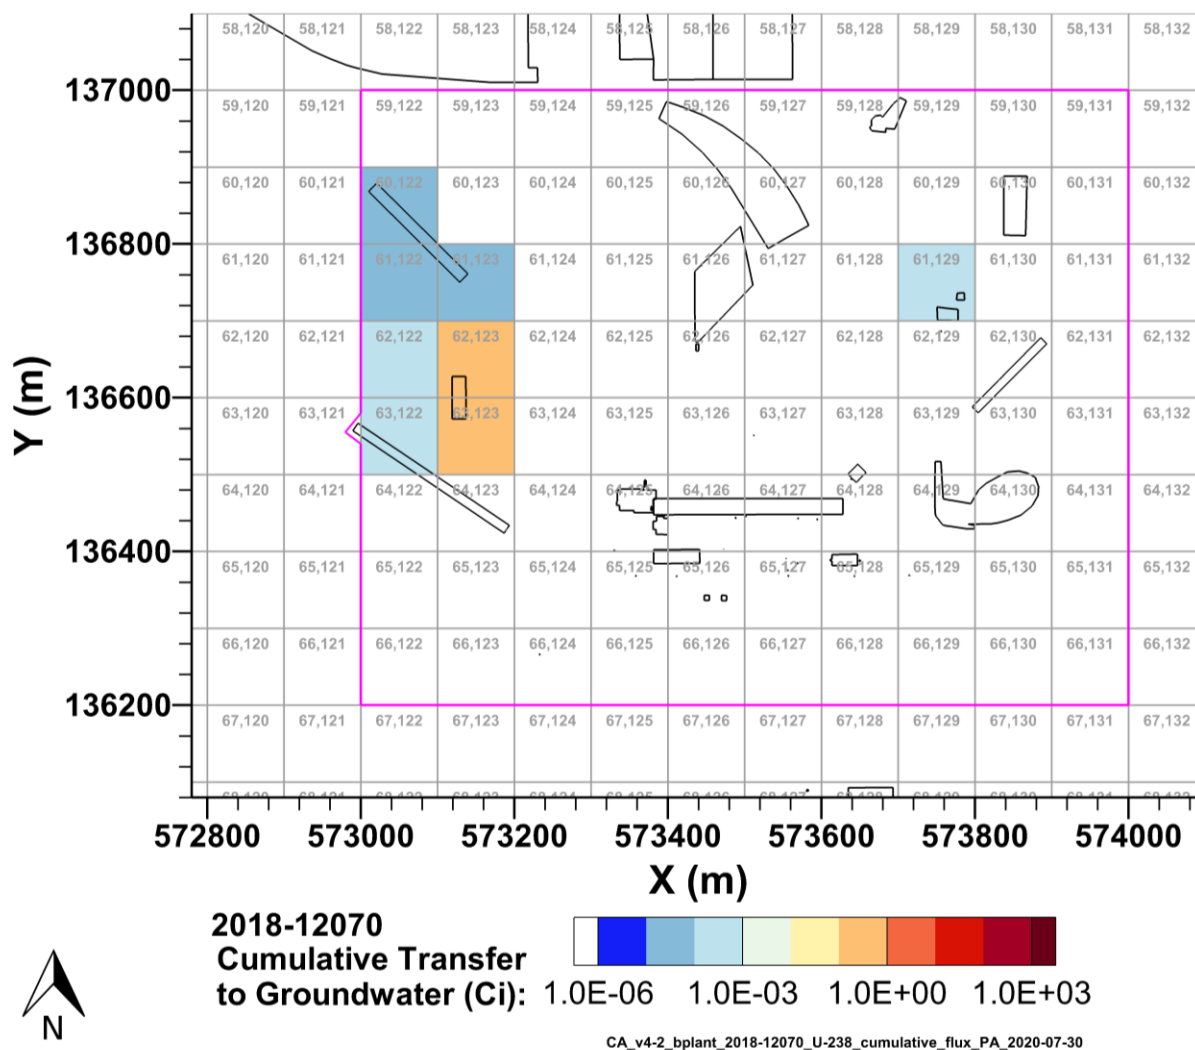 58,120 58,121 58,122 58,123 58,124 58,125 58,126 58,127 58,128 58,129 58,130 58,131 58,132
137000
59,120 59,121 59,122 59,123 59,124 59,125 59,126 59,127 59,128 59,129 59,130 59,131 59,132
60,120 60,121 60,122 60,123 60,124 60,125 60,126 60,127 60,128 60,129 60,130 60,131 60,132
136800
61,120 61,121 61,122 61,123 61,124 61,125 61,126 61,127 61,128 61,129 61,130 61,131 61,132
62,120 62,121 62,122 62,123 62,124 62,125 62,126 62,127 62,128 62,129 62,130 62,131 62,132
136600
63,120 63,121 63,122 63,123 63,124 63,125 63,126 63,127 63,128 63,129 63,130 63,131 63,132
64,120 64,121 64,122 64,123 64,124 64,125 64,126 64,127 64,128 64,129 64,130 64,131 64,132
136400
65,120 65,121 65,122 65,123 65,124 65,125 65,126 65,127 65,128 65,129 65,130 65,131 65,132
66,120 66,121 66,122 66,123 66,124 66,125 66,126 66,127 66,128 66,129 66,130 66,131 66,132
136200
67,120 67,121 67,122 67,123 67,124 67,125 67,126 67,127 67,128 67,129 67,130 67,131 67,132
Y (m)
572800 573000 573200 573400 573600 573800 574000
X (m)
2018-12070
Cumulative Transfer
to Groundwater (Ci):
1.0E-06 1.0E-03 1.0E+00 1.0E+03
N
CA_v4-2_bplant_2018-12070_U-238_cumulative_flux_PA_2020-07-30